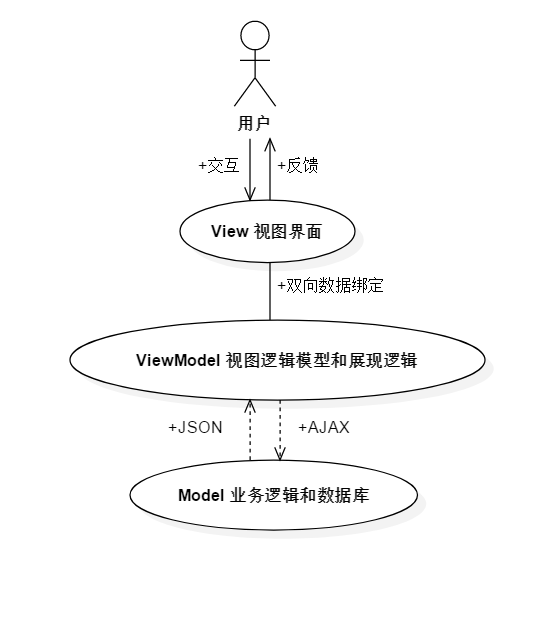 用户
+交互
+反馈
View 视图界面
+双向数据绑定
ViewModel 视图逻辑模型和展现逻辑
+JSON
+AJAX
Model 业务逻辑和数据库